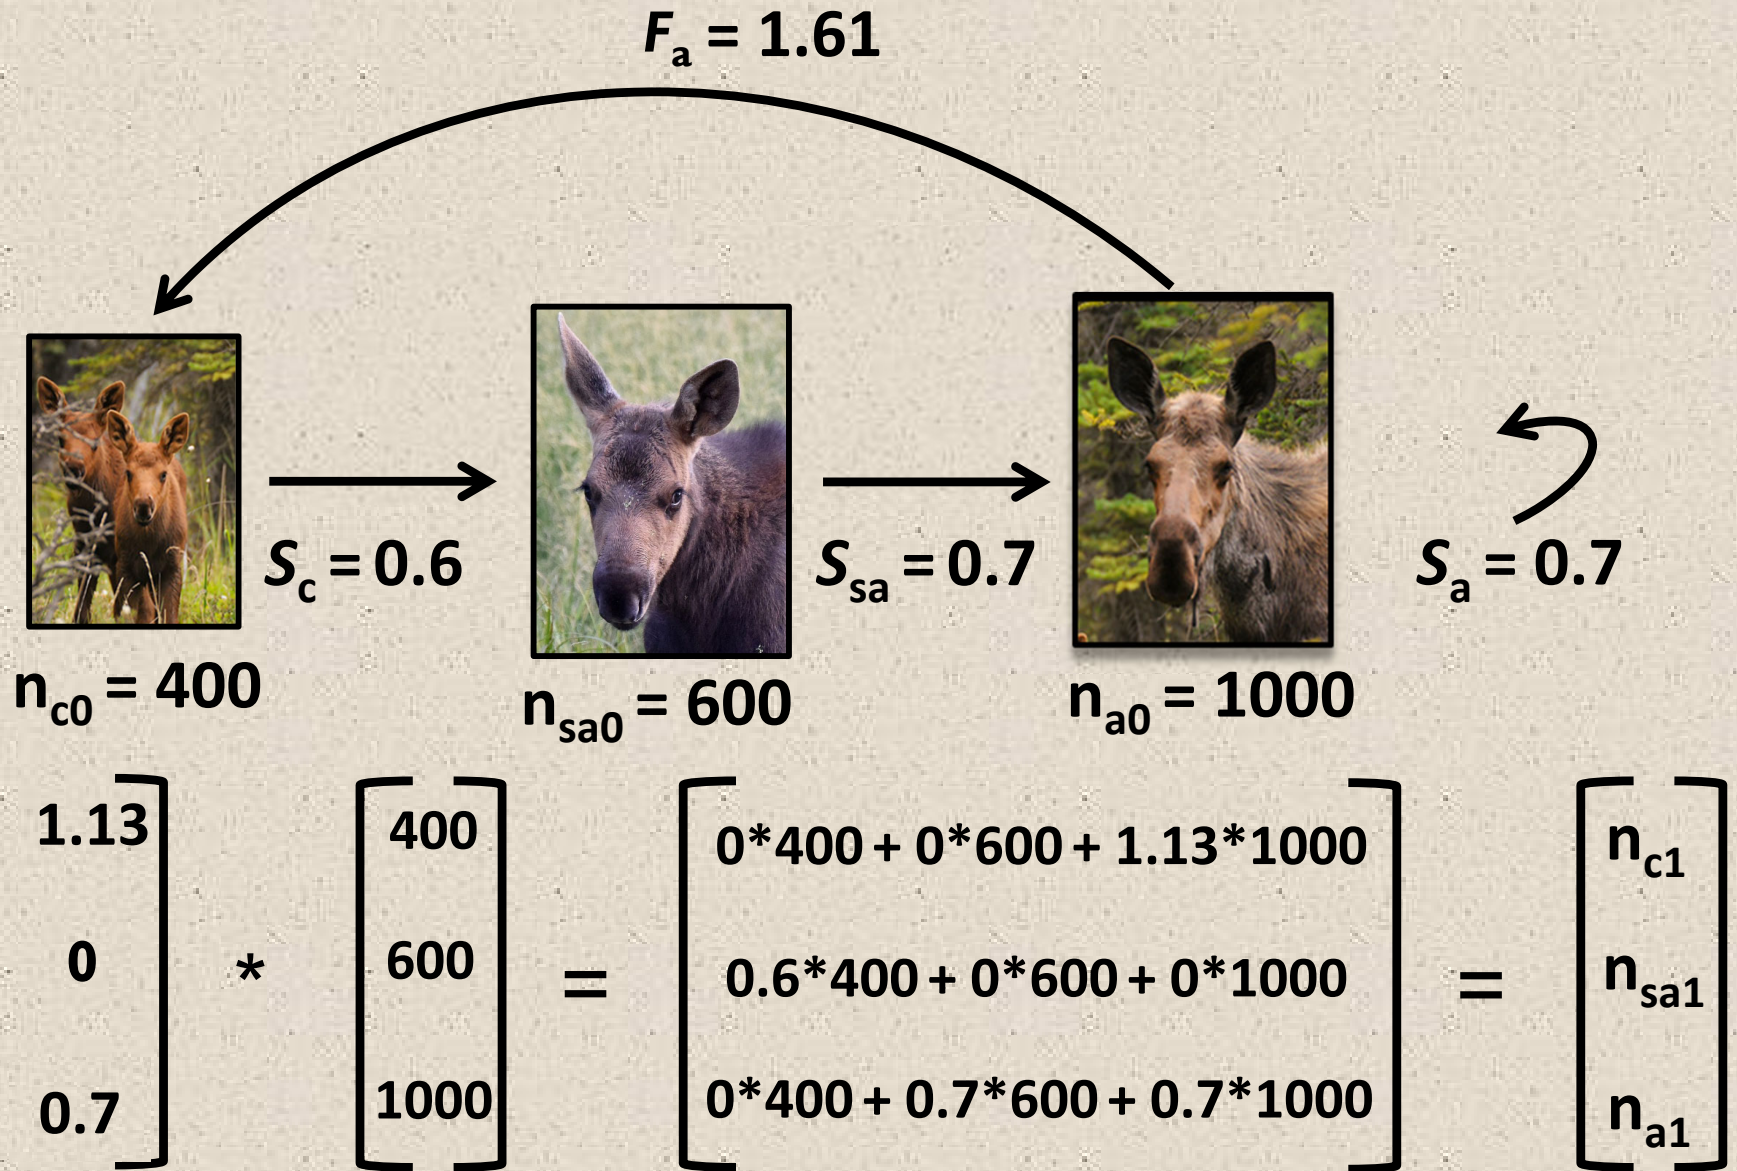 Fa = 1.61
Sc = 0.6
Ssa = 0.7
Sa = 0.7
nc0 = 400
nsa0 = 600
na0 = 1000
1.13 400 0*400 + 0*600 + 1.13*1000 nc1
0 * 600 = 0.6*400 + 0*600 + 0*1000 = nsa1
0.7 1000 0*400 + 0.7*600 + 0.7*1000 na1